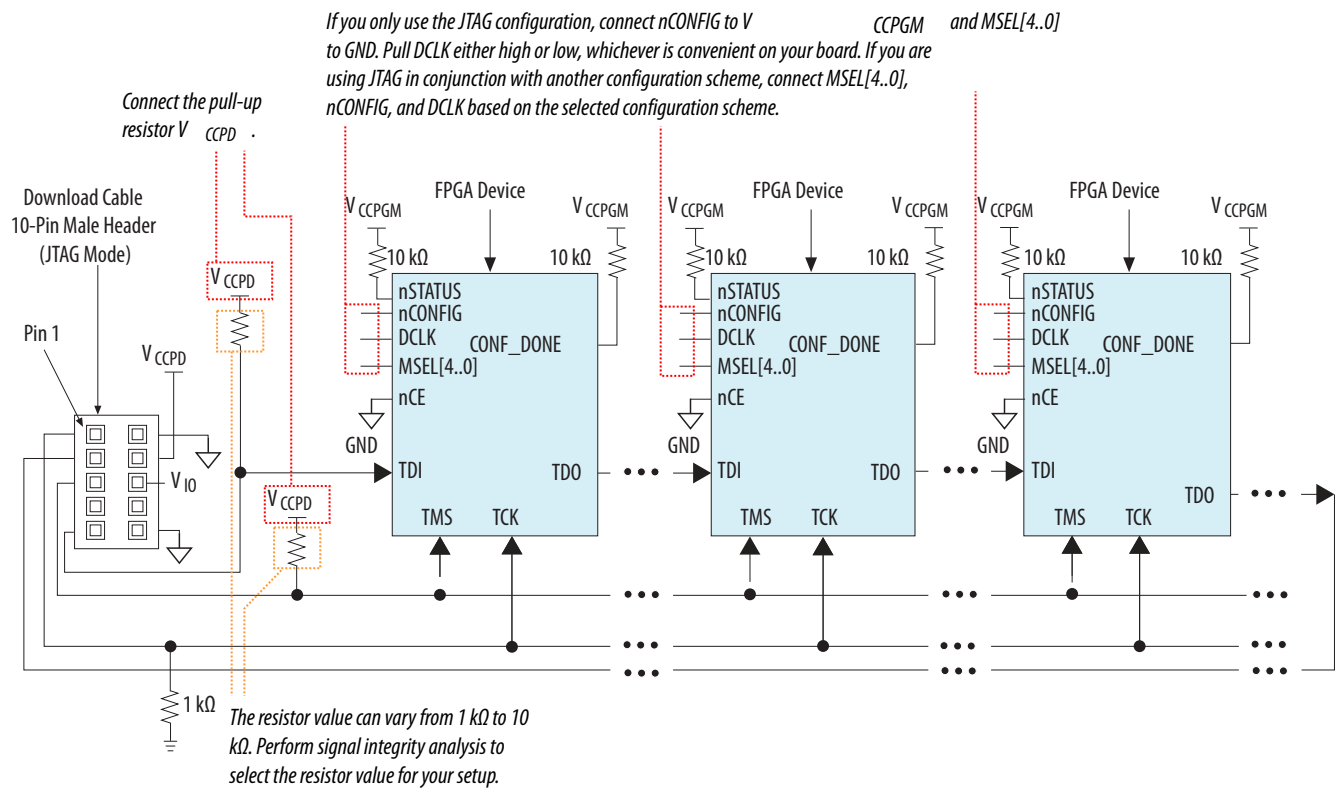 If you only use the JTAG configuration, connect nCONFIG to V CCPGM and MSEL[4..0]
to GND. Pull DCLK either high or low, whichever is convenient on your board. If you are
using JTAG in conjunction with another configuration scheme, connect MSEL[4..0],
nCONFIG, and DCLK based on the selected configuration scheme.
Connect the pull-up
resistor V CCPD .
Download Cable
10-Pin Male Header
(JTAG Mode)
Pin 1
V CCPD
V CCPD
V IO
V CCPD
1 kΩ
The resistor value can vary from 1 kΩ to 10
kΩ. Perform signal integrity analysis to
select the resistor value for your setup.
V CCPGM
FPGA Device
V CCPGM
10 kΩ
10 kΩ
nSTATUS
nCONFIG
DCLK
CONF_DONE
MSEL[4..0]
nCE
GND
TDI
TDO
TMS
TCK
V CCPGM
FPGA Device
V CCPGM
10 kΩ
10 kΩ
nSTATUS
nCONFIG
DCLK
CONF_DONE
MSEL[4..0]
nCE
GND
TDI
TDO
TMS
TCK
V CCPGM
FPGA Device
V CCPGM
10 kΩ
10 kΩ
nSTATUS
nCONFIG
DCLK
CONF_DONE
MSEL[4..0]
nCE
GND
TDI
TDO
TMS
TCK